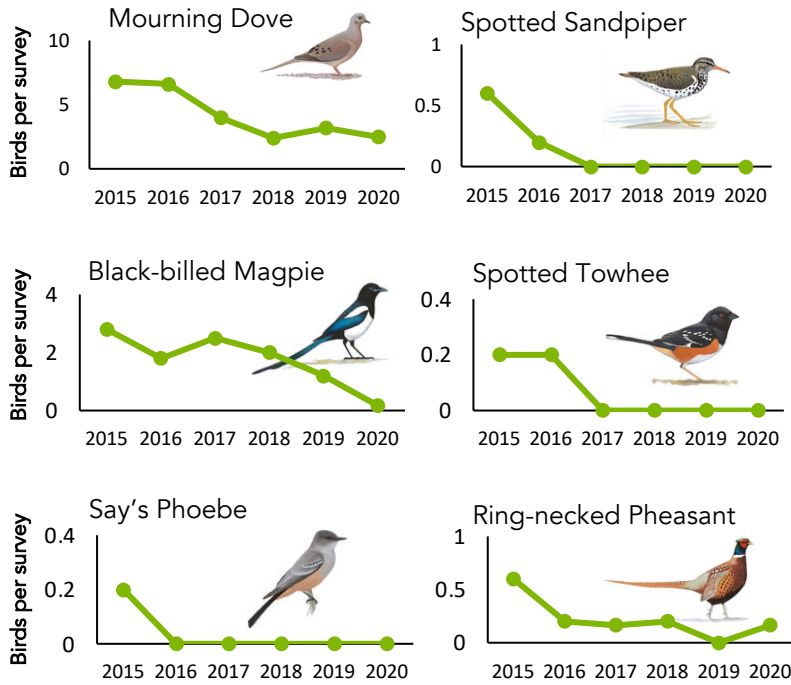 Mourning Dove
Birds per survey
10
5
0
2015 2016 2017 2018 2019 2020
Spotted Sandpiper
1
0.5
0
2015 2016 2017 2018 2019 2020
Black-billed Magpie
Birds per survey
4
2
0
2015 2016 2017 2018 2019 2020
Spotted Towhee
0.4
0.2
0
2015 2016 2017 2018 2019 2020
Say's Phoebe
Birds per survey
0.4
0.2
0
2015 2016 2017 2018 2019 2020
Ring-necked Pheasant
1
0.5
0
2015 2016 2017 2018 2019 2020